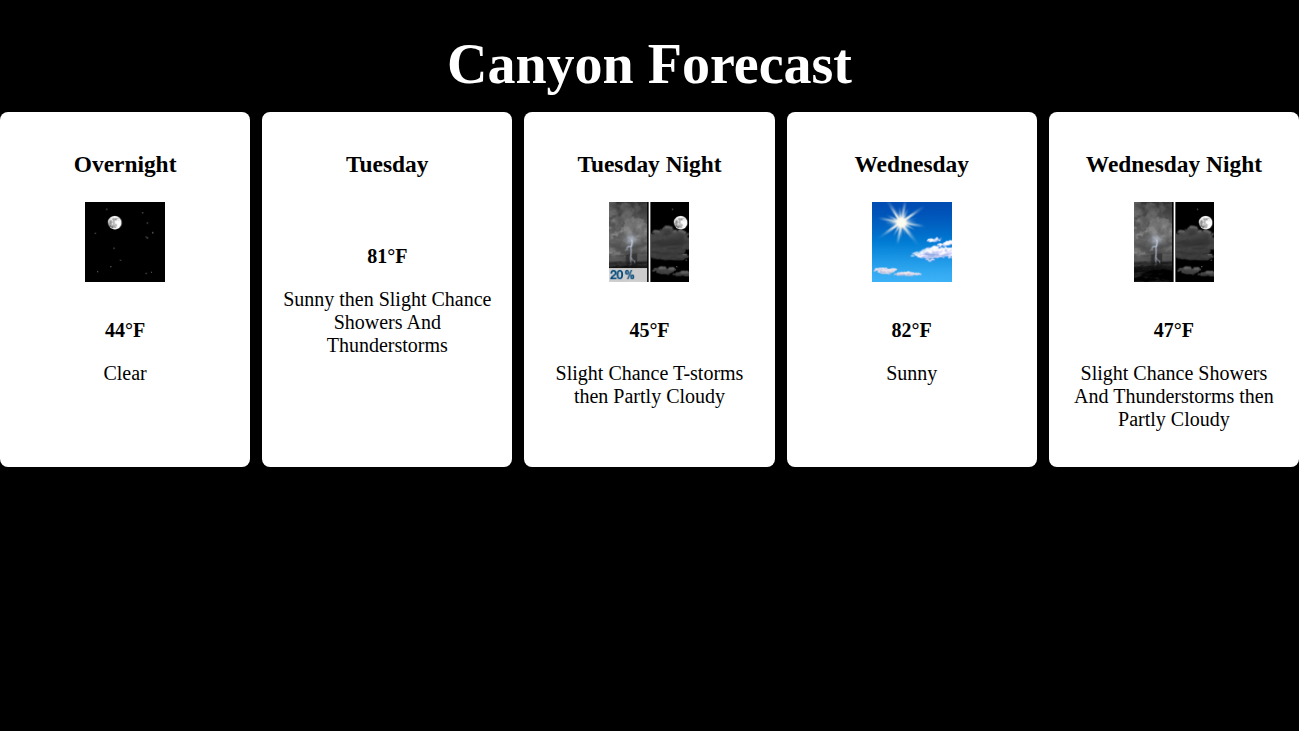 Canyon Forecast
Overnight
44°F
Clear
Tuesday
81°F
Sunny then Slight Chance
Showers And
Thunderstorms
Tuesday Night
20%
45°F
Slight Chance T-storms
then Partly Cloudy
Wednesday
82°F
Sunny
Wednesday Night
47°F
Slight Chance Showers
And Thunderstorms then
Partly Cloudy